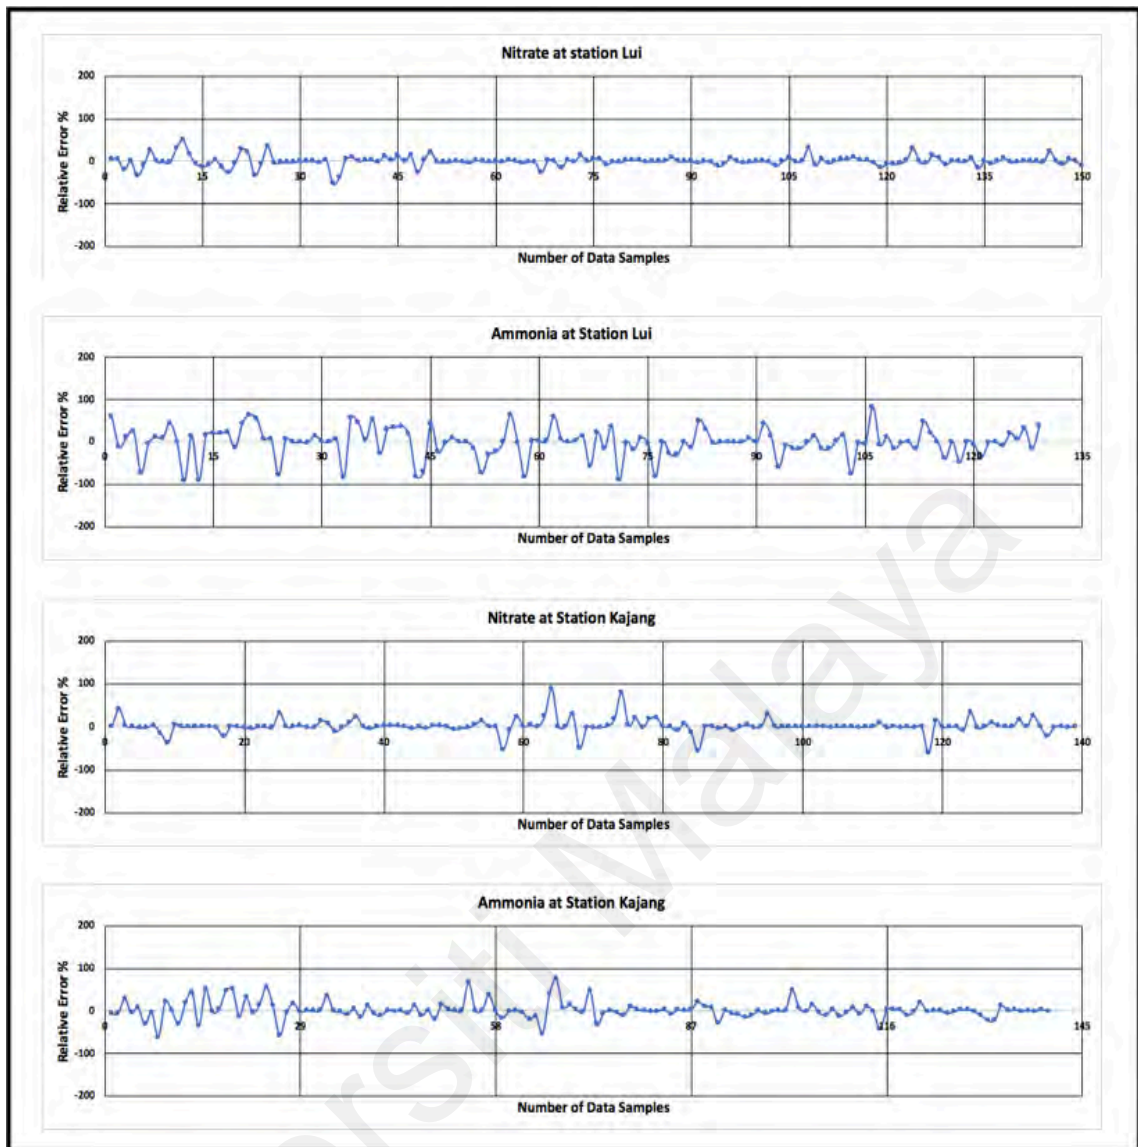 Nitrate at station Lui
200
100
0
-100
-200
Relative Error %
0 15 30 45 60 75 90 105 120 135 150
Number of Data Samples
Ammonia at Station Lui
200
100
0
-100
-200
Relative Error %
0 15 30 45 60 75 90 105 120 135
Number of Data Samples
Nitrate at Station Kajang
200
100
0
-100
-200
Relative Error %
0 20 40 60 80 100 120 140
Number of Data Samples
Ammonia at Station Kajang
200
100
0
-100
-200
Relative Error %
0 29 58 87 116 145
Number of Data Samples
ersiti Malaya